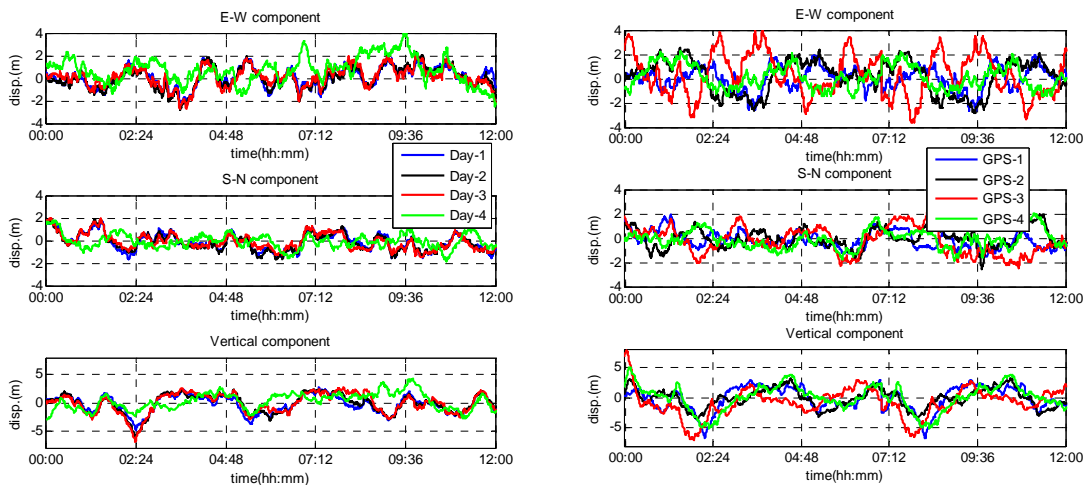 E-W component
4
2
0
-2
-4
disp.(m)
00:00 02:24 04:48 07:12 09:36 12:00
time(hh:mm)
Day-1
Day-2
Day-3
Day-4
S-N component
4
2
0
-2
-4
disp.(m)
00:00 02:24 04:48 07:12 09:36 12:00
time(hh:mm)
Vertical component
5
0
-5
disp.(m)
00:00 02:24 04:48 07:12 09:36 12:00
time(hh:mm)
E-W component
4
2
0
-2
-4
disp.(m)
00:00 02:24 04:48 07:12 09:36 12:00
time(hh:mm)
GPS-1
GPS-2
GPS-3
GPS-4
S-N component
4
2
0
-2
-4
disp.(m)
00:00 02:24 04:48 07:12 09:36 12:00
time(hh:mm)
Vertical component
5
0
-5
disp.(m)
00:00 02:24 04:48 07:12 09:36 12:00
time(hh:mm)